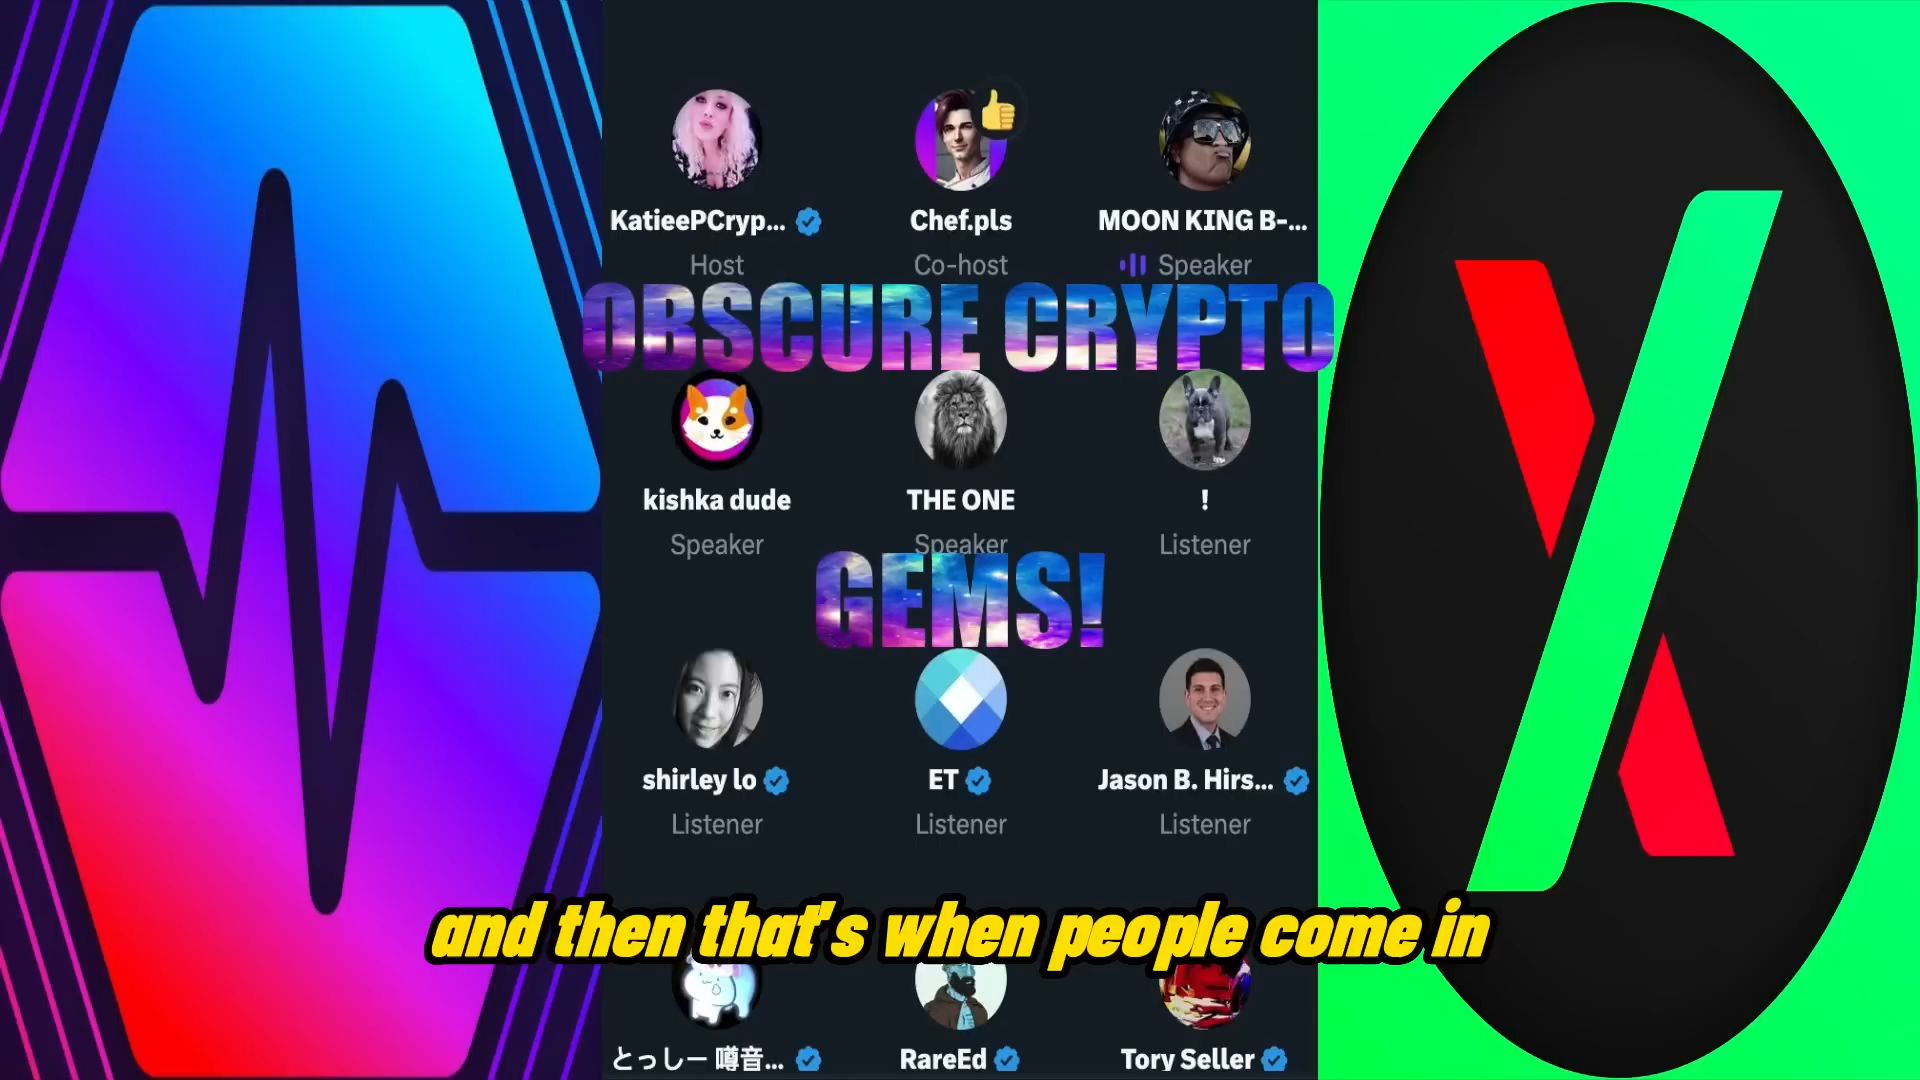 KatieePCryp... Chef.pls MOON KING B-...
Host Co-host Speaker
OBSCURE CRYPTO
kishka dude THE ONE !
Speaker Speaker Listener
GEMS!
shirley lo ET Jason B. Hirs...
Listener Listener Listener
and then that's when people come in
とっしー 噂音... RareEd Tory Seller